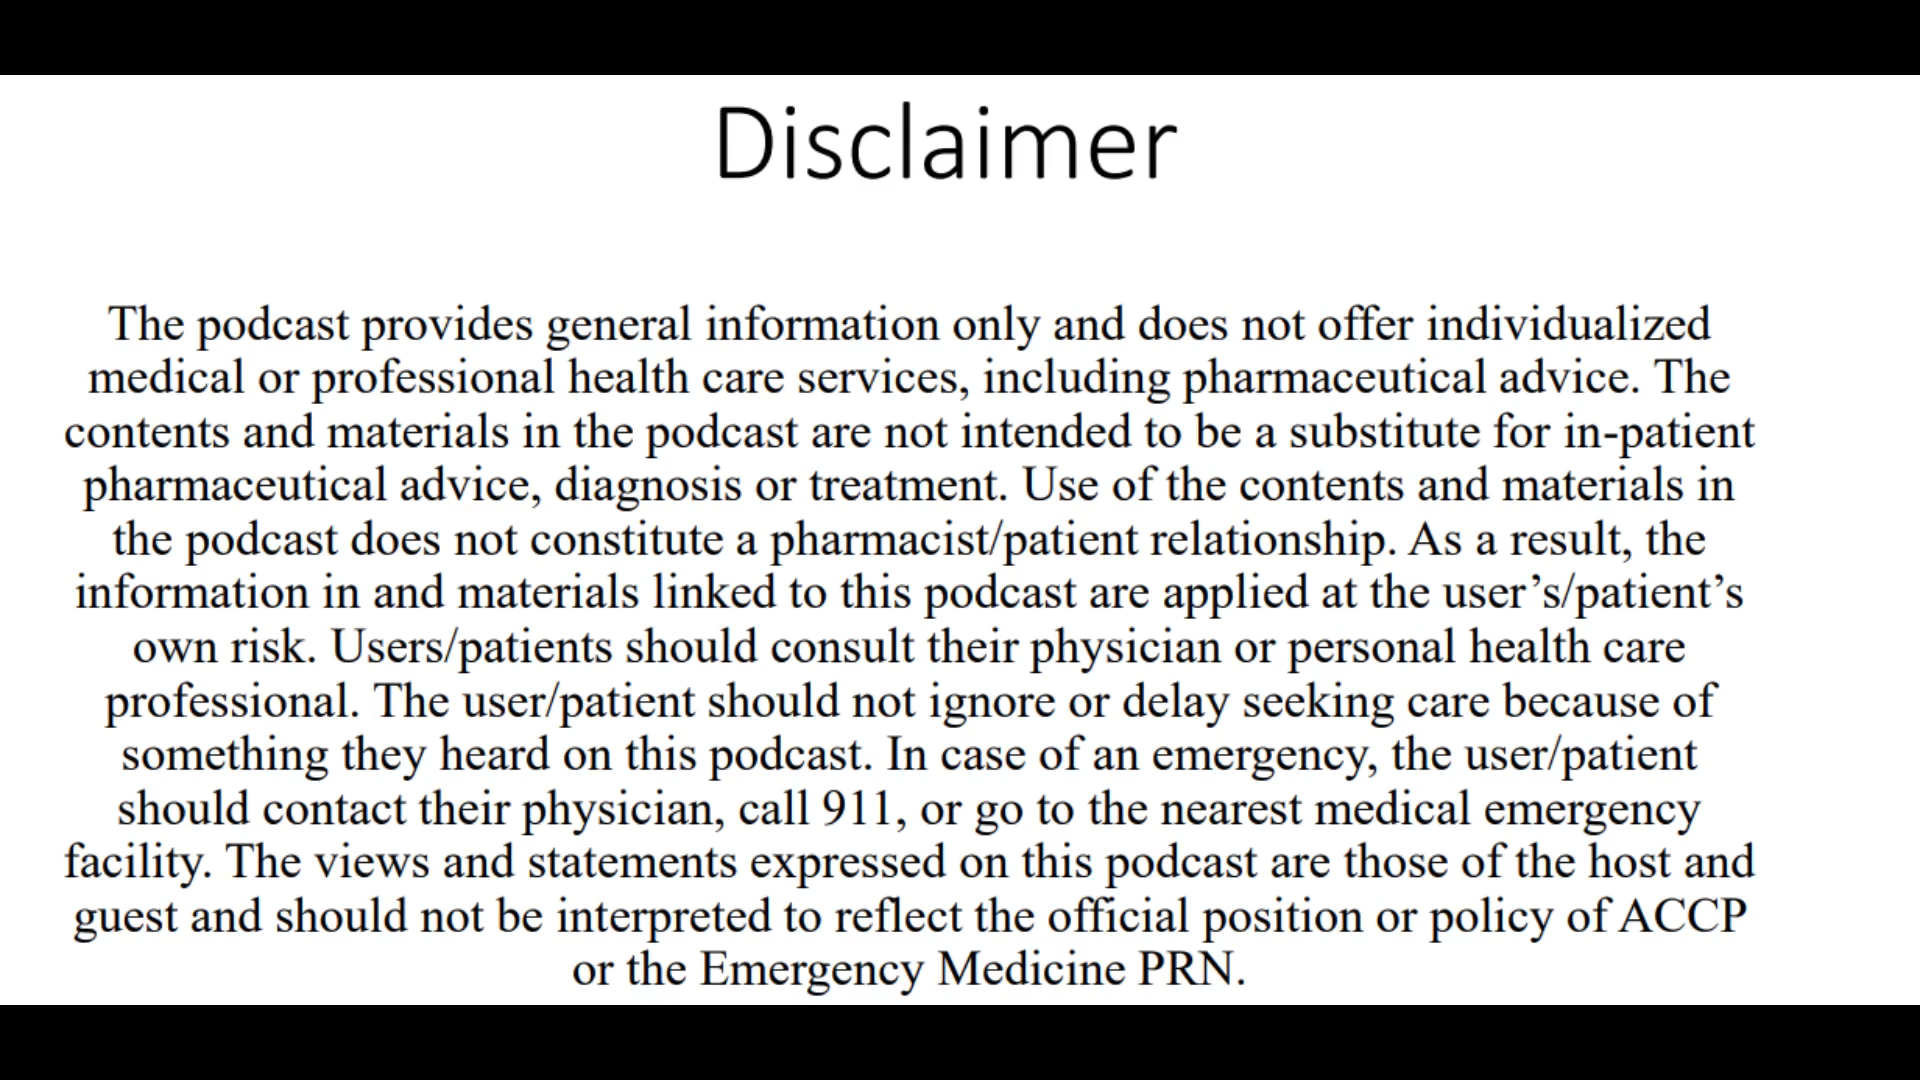 Disclaimer
The podcast provides general information only and does not offer individualized
medical or professional health care services, including pharmaceutical advice. The
contents and materials in the podcast are not intended to be a substitute for in-patient
pharmaceutical advice, diagnosis or treatment. Use of the contents and materials in
the podcast does not constitute a pharmacist/patient relationship. As a result, the
information in and materials linked to this podcast are applied at the user’s/patient’s
own risk. Users/patients should consult their physician or personal health care
professional. The user/patient should not ignore or delay seeking care because of
something they heard on this podcast. In case of an emergency, the user/patient
should contact their physician, call 911, or go to the nearest medical emergency
facility. The views and statements expressed on this podcast are those of the host and
guest and should not be interpreted to reflect the official position or policy of ACCP
or the Emergency Medicine PRN.